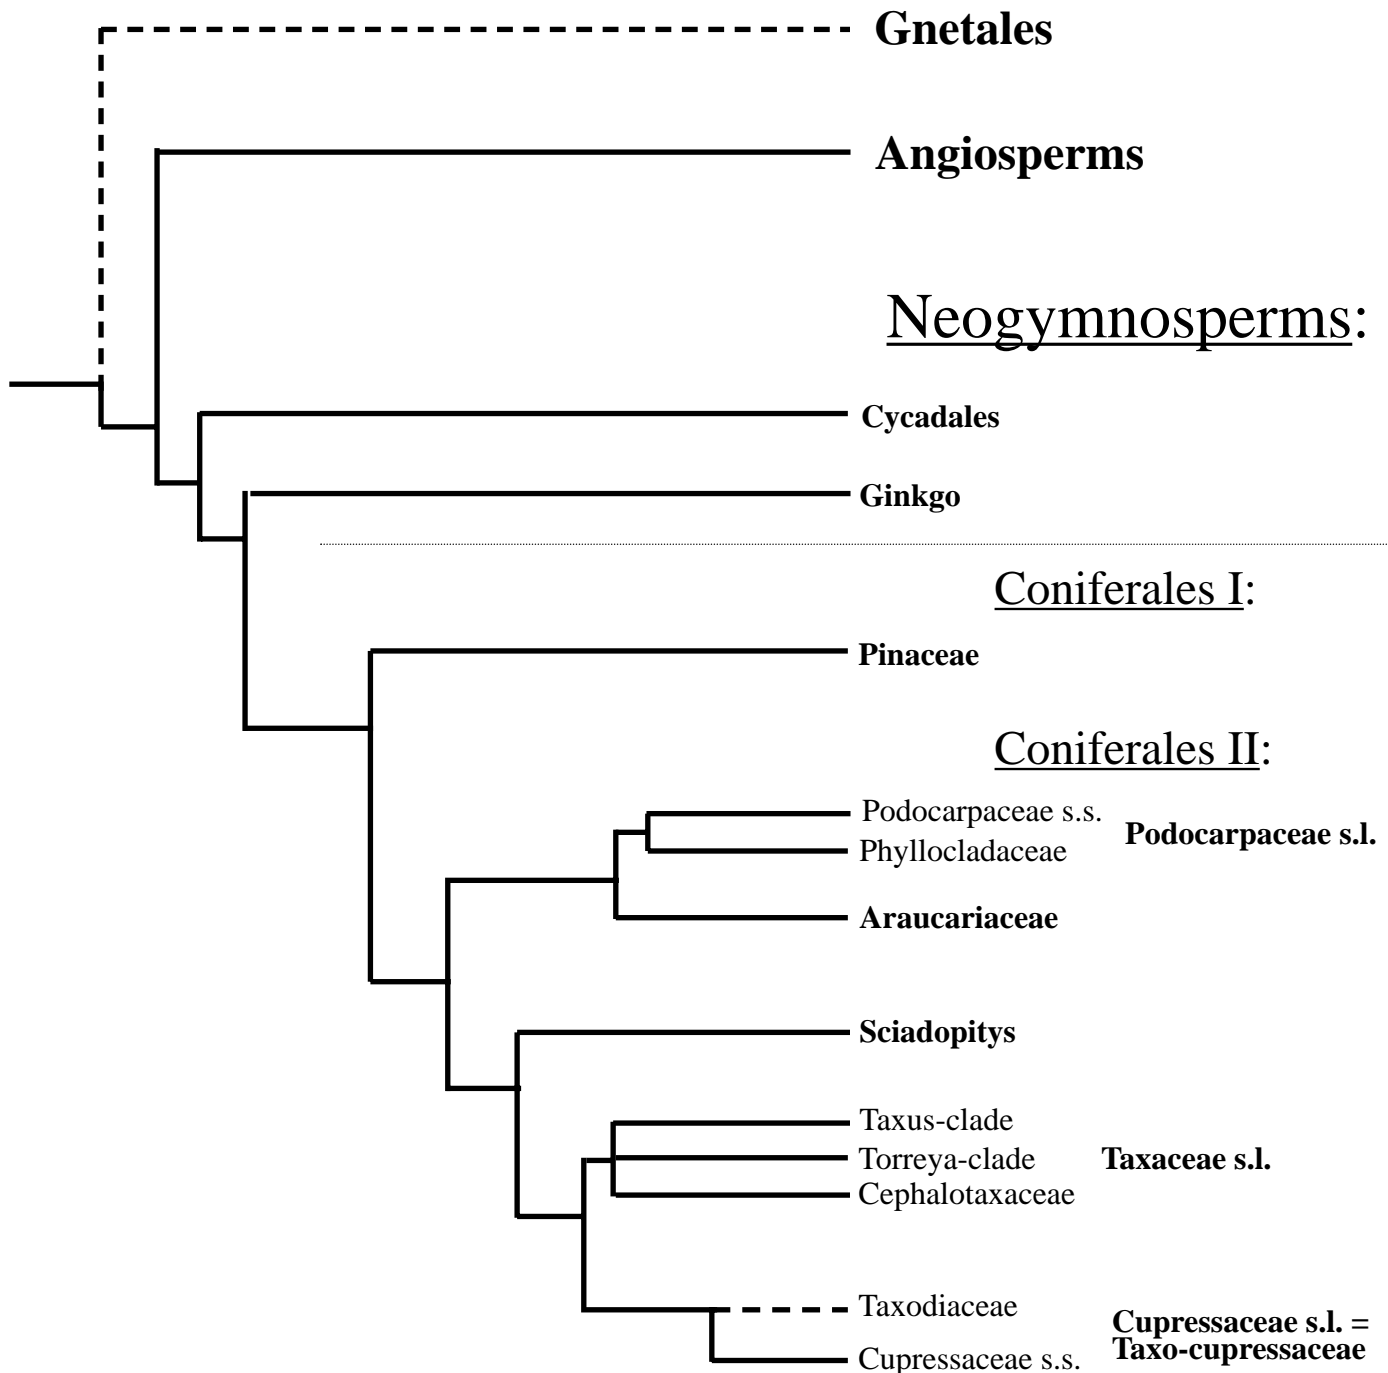 Gnetales
Angiosperms
Neogymnosperms:
Cycadales
Ginkgo
Coniferales I:
Pinaceae
Coniferales II:
Podocarpaceae s.s.
Podocarpaceae s.l.
Phyllocladaceae
Araucariaceae
Sciadopitys
Taxus-clade
Torreya-clade
Taxaceae s.l.
Cephalotaxaceae
Taxodiaceae
Cupressaceae s.l. =
Taxo-cupressaceae
Cupressaceae s.s.